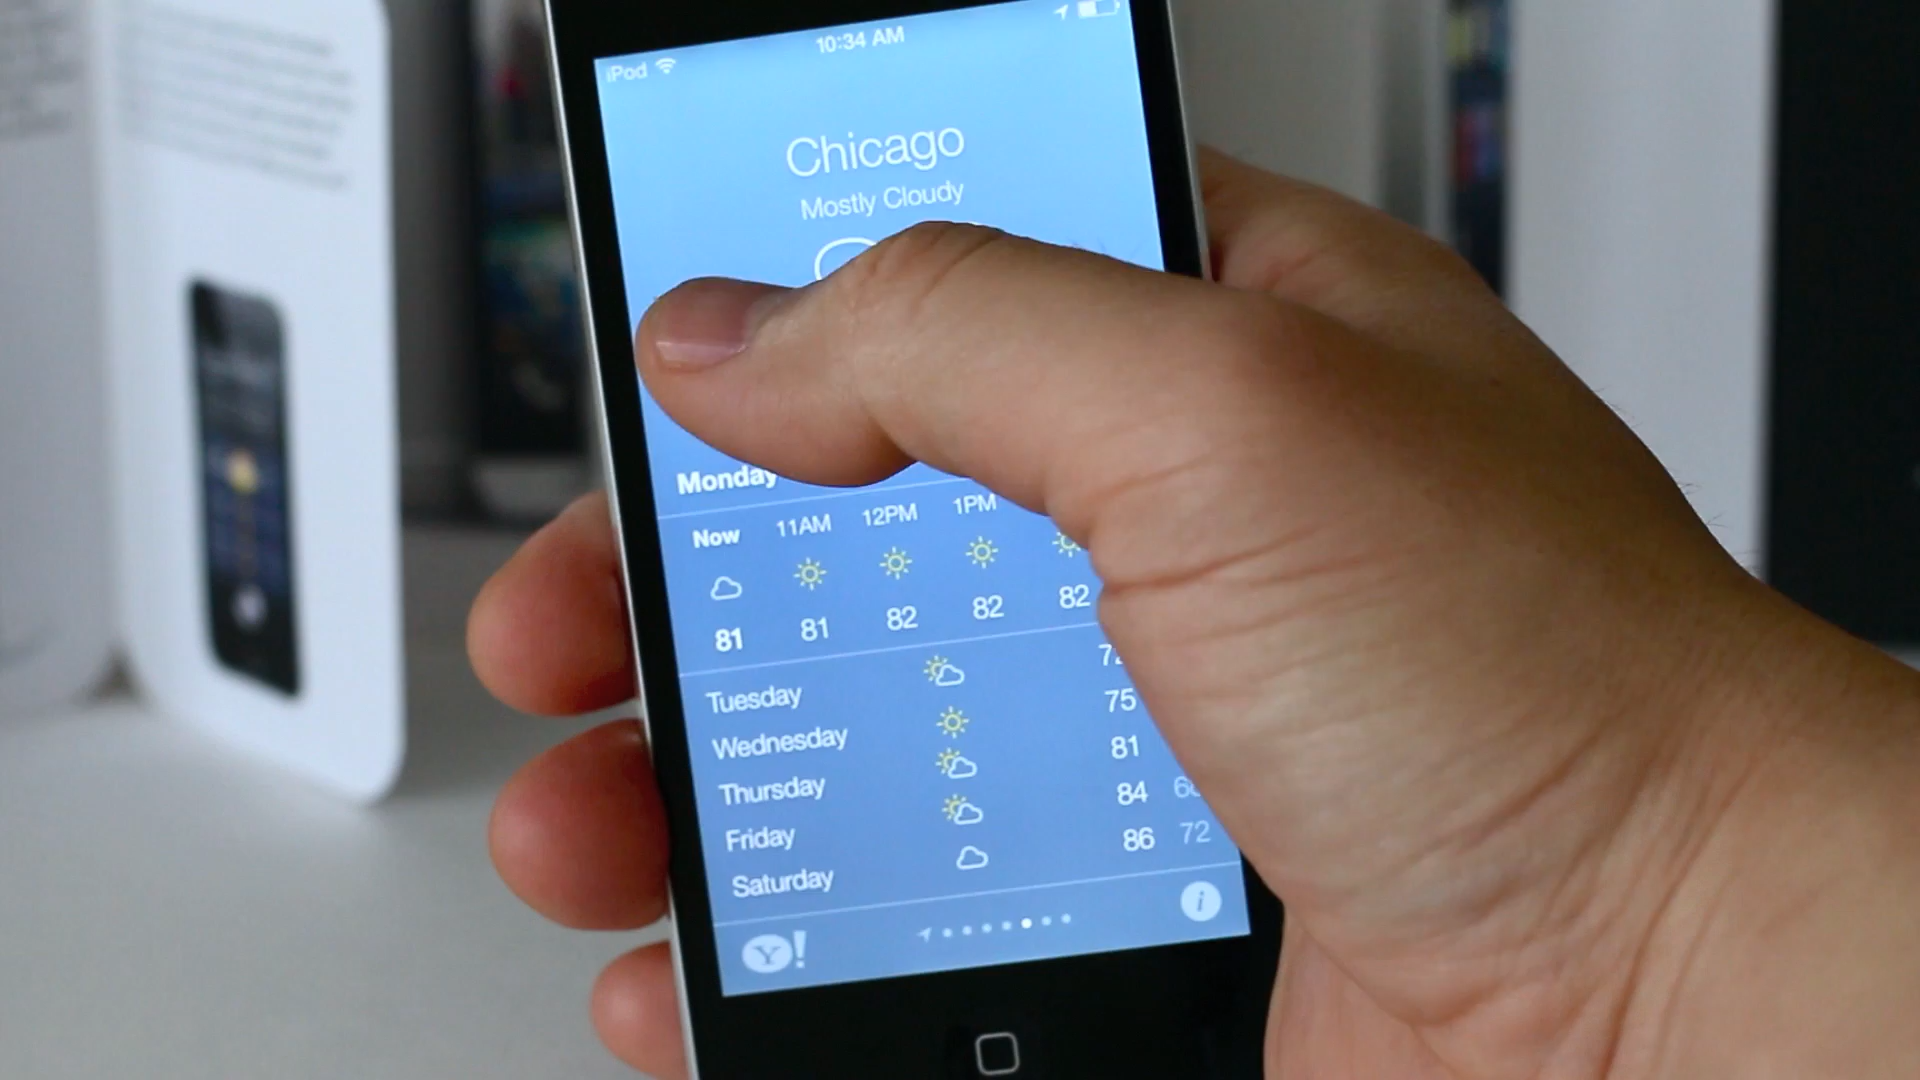 iPod 10:34 AM
Chicago
Mostly Cloudy
Monday
Now 11AM 12PM 1PM
81 81 82 82 82
Tuesday
Wednesday 75
Thursday 81
Friday 84
Saturday 86 72
Y! i